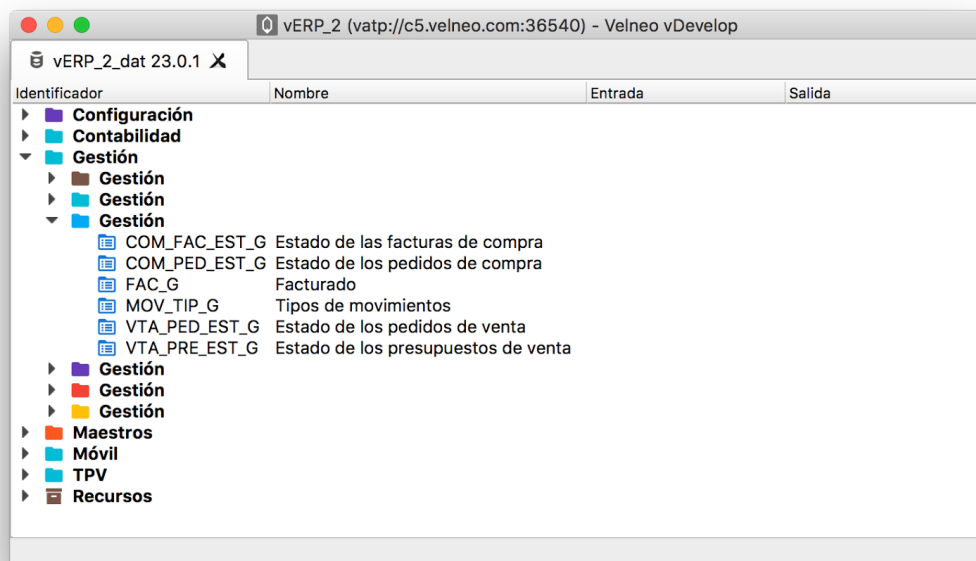 vERP_2 (vatp://c5.velneo.com:36540) – Velneo vDevelop
vERP_2_dat 23.0.1
Identificador Nombre Entrada Salida
Configuración
Contabilidad
Gestión
Gestión
Gestión
Gestión
COM_FAC_EST_G Estado de las facturas de compra
COM_PED_EST_G Estado de los pedidos de compra
FAC_G Facturado
MOV_TIP_G Tipos de movimientos
VTA_PED_EST_G Estado de los pedidos de venta
VTA_PRE_EST_G Estado de los presupuestos de venta
Gestión
Gestión
Gestión
Maestros
Móvil
TPV
Recursos